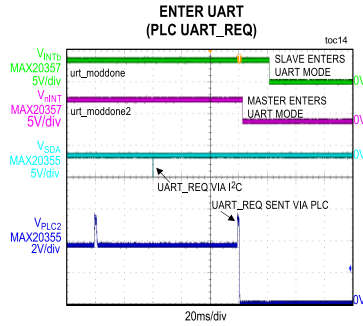 ENTER UART
(PLC UART_REQ)
toc14
VINTb
MAX20357
5V/div
urt_moddone
SLAVE ENTERS
UART MODE
0V
VnINT
MAX20357
5V/div
urt_moddone2
MASTER ENTERS
UART MODE
0V
VSDA
MAX20355
5V/div
0V
UART_REQ VIA I2C
UART_REQ SENT VIA PLC
VPLC2
MAX20355
2V/div
0V
20ms/div